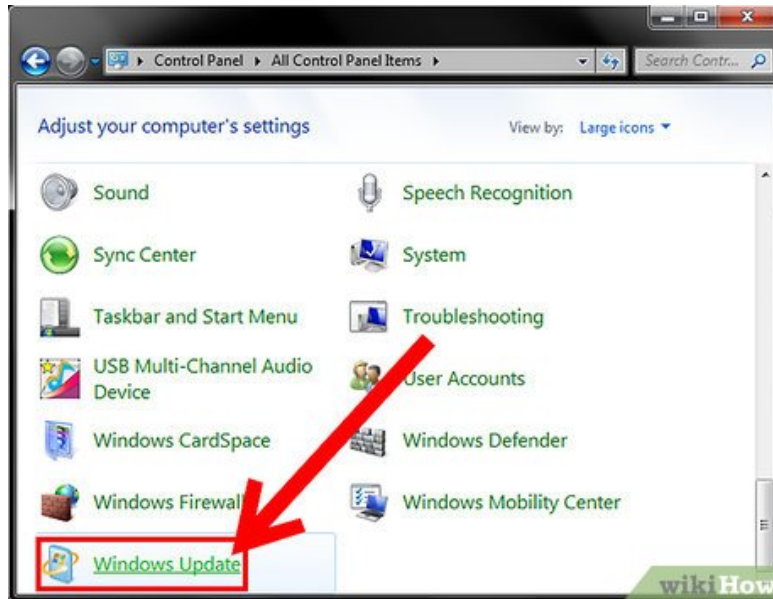 Control Panel All Control Panel Items
Search Contr...
Adjust your computer's settings
View by: Large icons
Sound
Speech Recognition
Sync Center
System
Taskbar and Start Menu
Troubleshooting
USB Multi-Channel Audio
Device
User Accounts
Windows CardSpace
Windows Defender
Windows Firewall
Windows Mobility Center
Windows Update
wikiHow